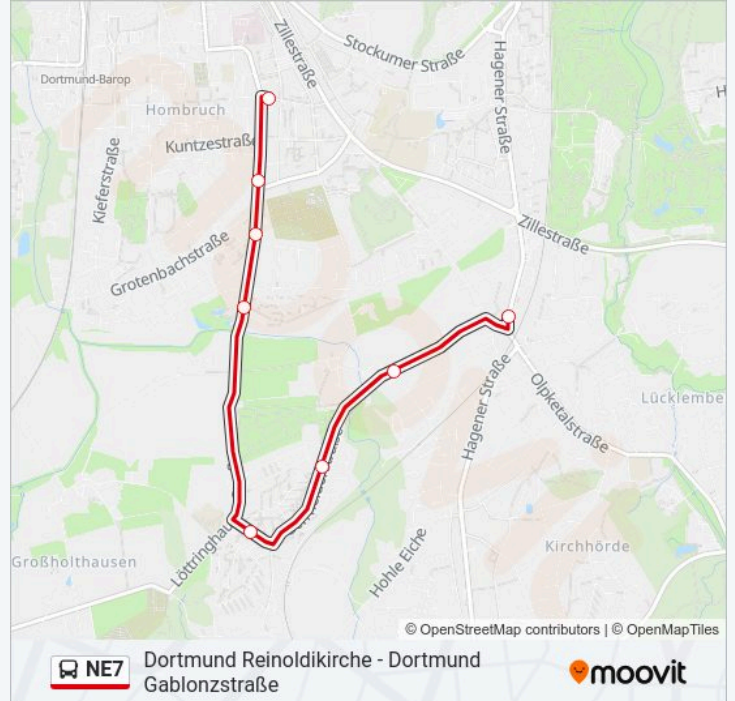 Zillestraße
Stockumer Straße
Hagener Straße
Dortmund-Barop
Hombruch
Kuntzestraße
Kieferstraße
Zillestraße
Grotenbachstraße
Hagener Straße
Olpketalstraße
Lücklembe
Löttringhau
Großholthausen
Hohle Eiche
Kirchhörde
© OpenStreetMap contributors | © OpenMapTiles
NE7
Dortmund Reinoldikirche - Dortmund
Gablonzstraße
moovit